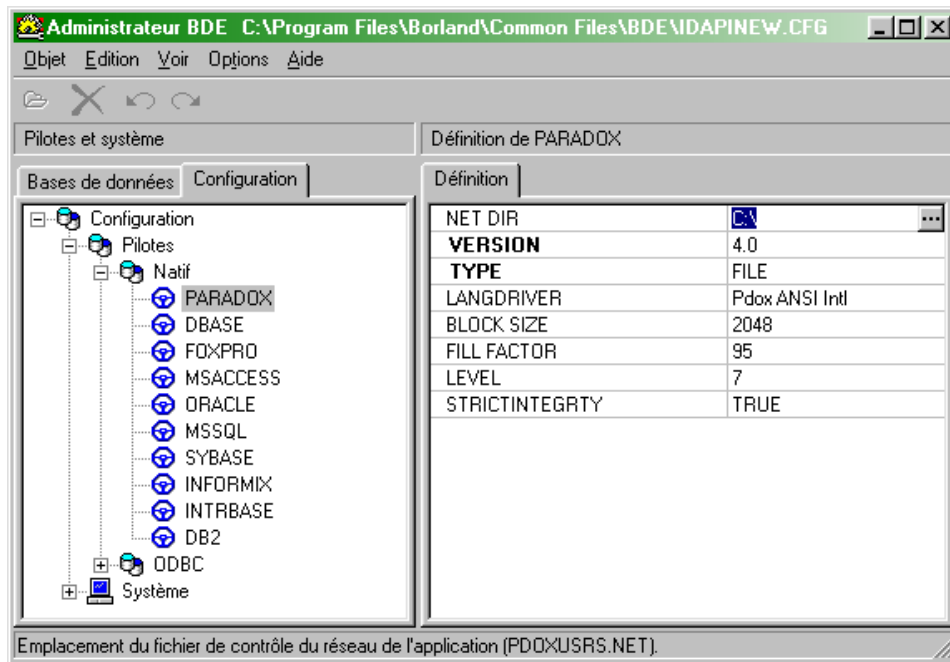 Administrateur BDE C:\Program Files\Borland\Common Files\BDE\IDAPINEW.CFG
Objet Edition Voir Options Aide
Pilotes et système
Définition de PARADOX
Bases de données Configuration
Définition
Configuration
Pilotes
Natif
PARADOX
DBASE
FOXPRO
MSACCESS
ORACLE
MSSQL
SYBASE
INFORMIX
INTRBASE
DB2
ODBC
Système
NET DIR C:\
VERSION 4.0
TYPE FILE
LANGDRIVER Pdox ANSI Intl
BLOCK SIZE 2048
FILL FACTOR 95
LEVEL 7
STRICTINTEGRTY TRUE
Emplacement du fichier de contrôle du réseau de l'application (PDOXUSRS.NET).